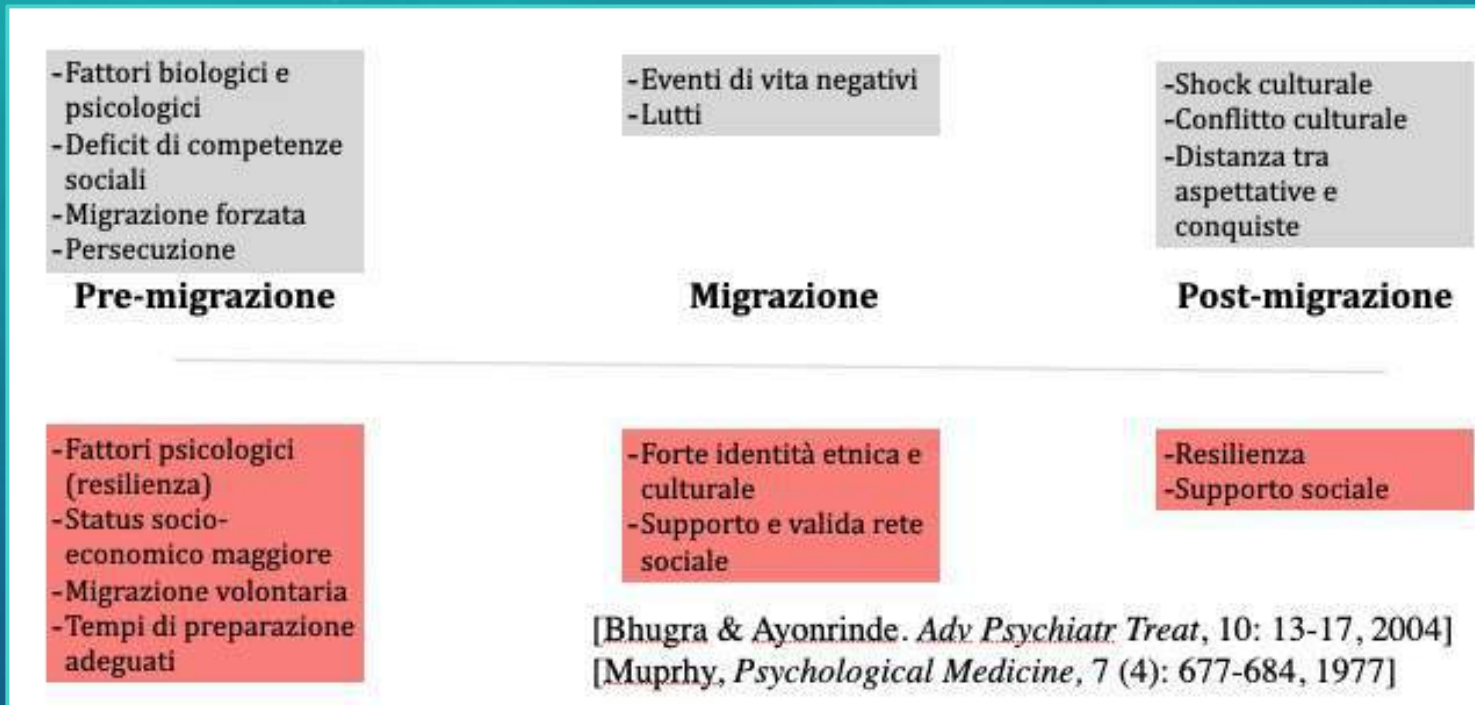 -Fattori biologici e
psicologici
-Deficit di competenze
sociali
-Migrazione forzata
-Persecuzione
-Eventi di vita negativi
-Lutti
-Shock culturale
-Conflitto culturale
-Distanza tra
aspettative e
conquiste
Pre-migrazione
Migrazione
Post-migrazione
-Fattori psicologici
(resilienza)
-Status socio-
economico maggiore
-Migrazione volontaria
-Tempi di preparazione
adeguati
-Forte identità etnica e
culturale
-Supporto e valida rete
sociale
-Resilienza
-Supporto sociale
[Bhugra & Ayonrinde. Adv Psychiatr Treat, 10: 13-17, 2004]
[Muprhy, Psychological Medicine, 7 (4): 677-684, 1977]